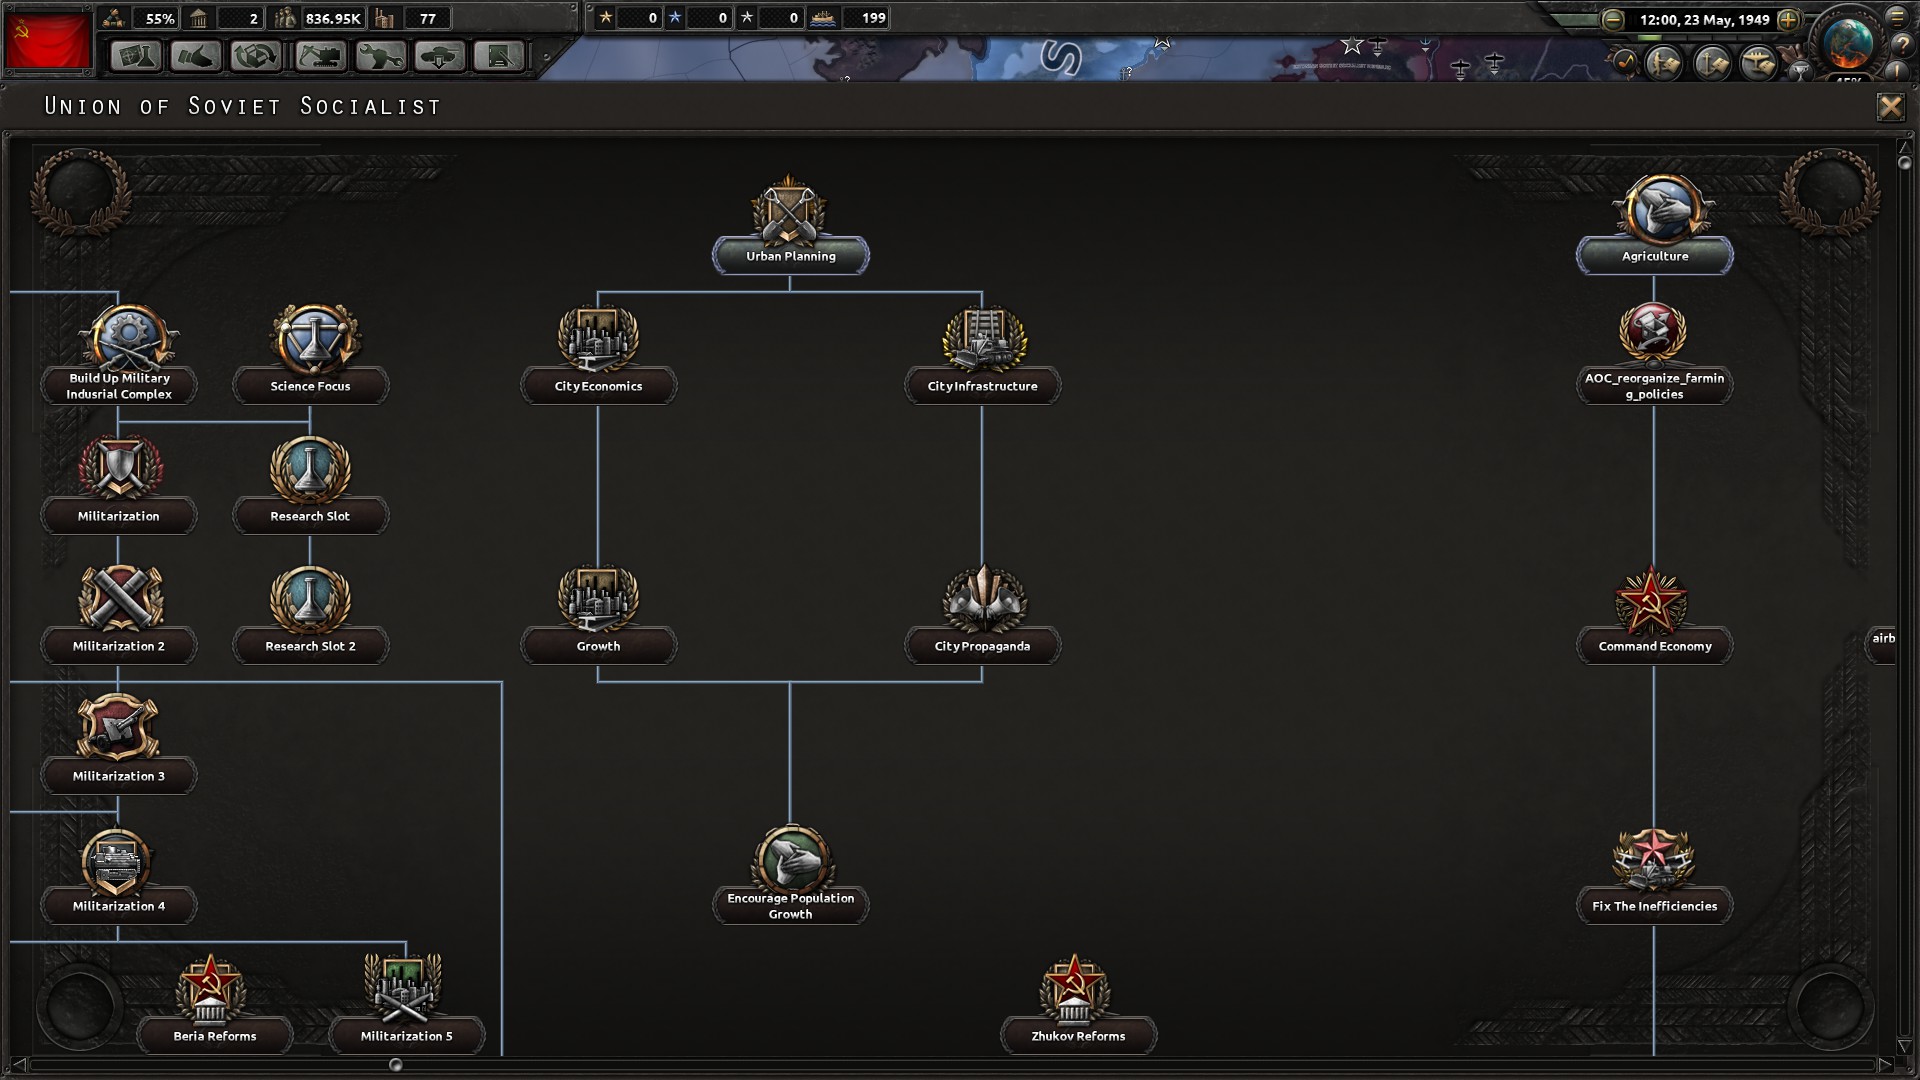 55%
2
836.95K
77
0
0
0
199
12:00, 23 May, 1949
?
?
?
Union of Soviet Socialist
Urban Planning
Agriculture
Build Up Military
Indusrial Complex
Science Focus
City Economics
City Infrastructure
AOC_reorganize_farmin
g_policies
Militarization
Research Slot
Militarization 2
Research Slot 2
Growth
City Propaganda
Command Economy
airb
Militarization 3
Militarization 4
Encourage Population
Growth
Fix The Inefficiencies
Beria Reforms
Militarization 5
Zhukov Reforms